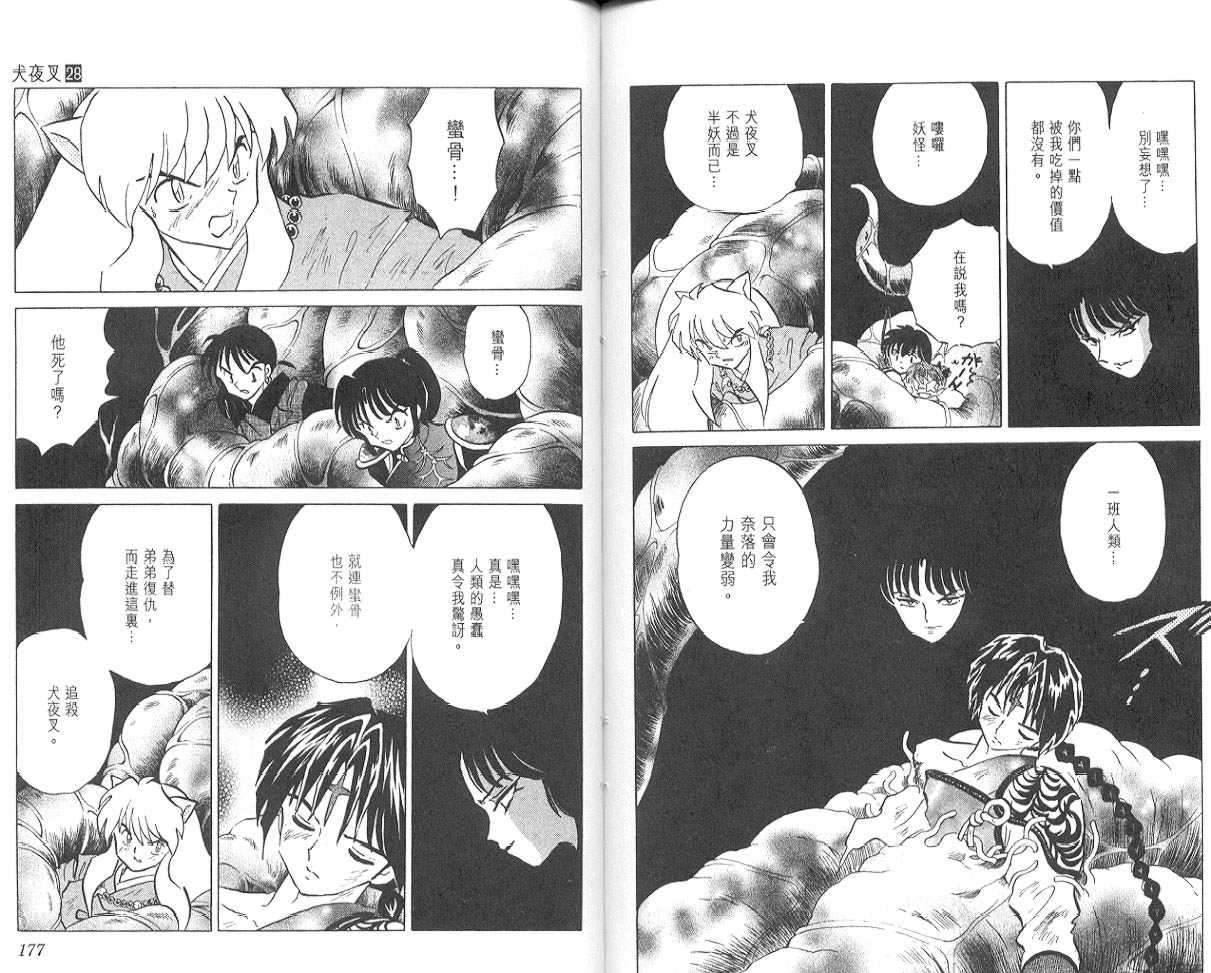 嘿嘿嘿…
別妄想了…
你們一點
被我吃掉的價值
都沒有。
嘍囉
妖怪…
在説我嗎？
ガ
犬夜叉
不過是
半妖而已…
一班人類…
只會令我
奈落的
力量變弱。
犬夜叉 28
蠻骨…！
蠻骨…
他死了嗎？
嘿嘿嘿…
真是…
人類的愚蠢
真令我驚訝。
就連蠻骨
也不例外，
為了替
弟弟復仇，
而走進這裏…
追殺
犬夜叉。
177